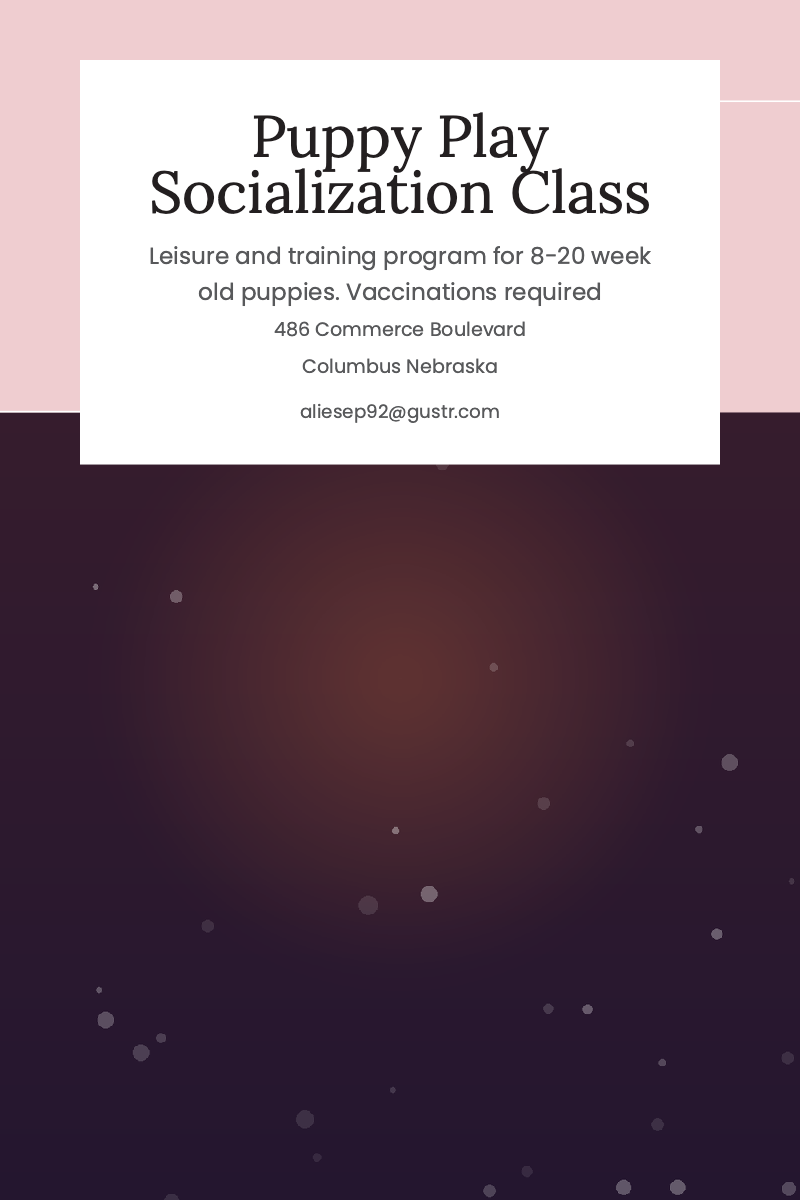 Puppy Play
Socialization Class
Leisure and training program for 8-20 week
old puppies. Vaccinations required
486 Commerce Boulevard
Columbus Nebraska
aliesep92@gustr.com